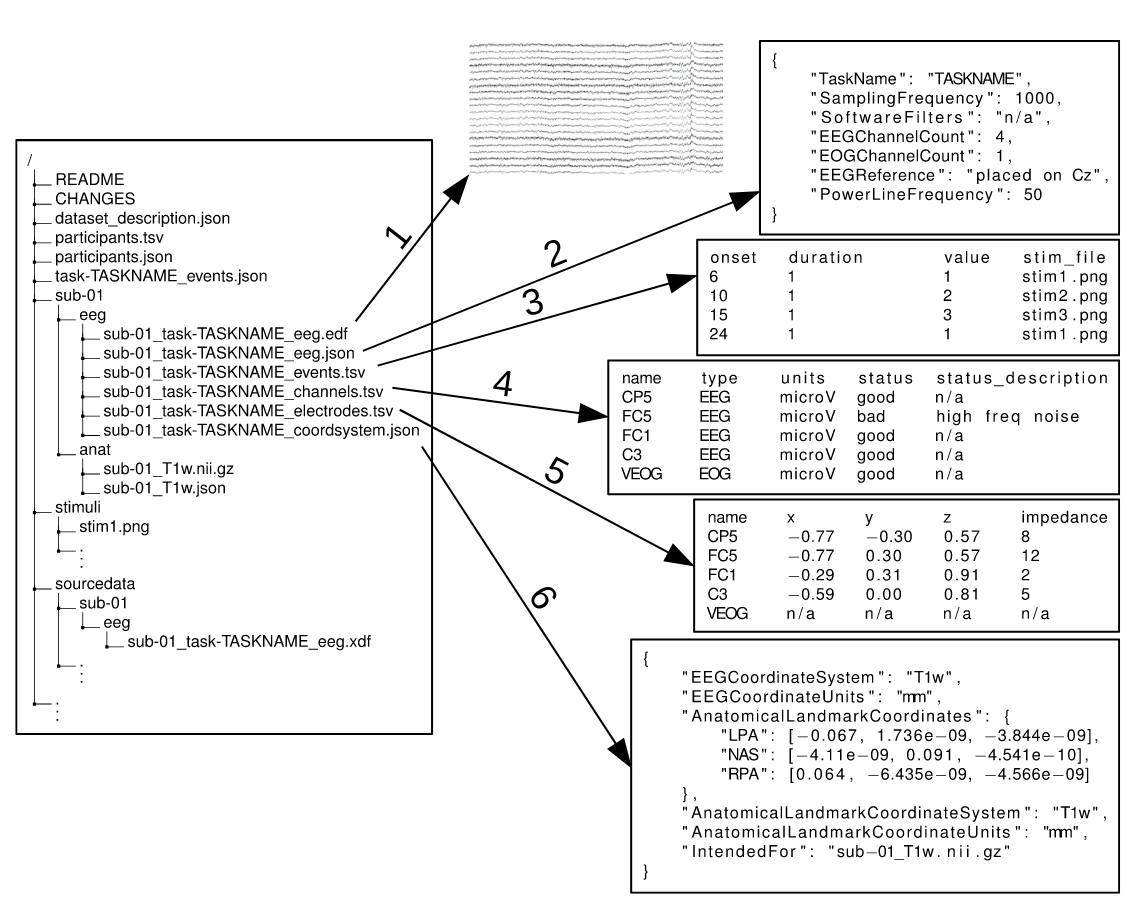 /
README
CHANGES
dataset_description.json
participants.tsv
participants.json
task-TASKNAME_events.json
sub-01
eeg
sub-01_task-TASKNAME_eeg.edf
sub-01_task-TASKNAME_eeg.json
sub-01_task-TASKNAME_events.tsv
sub-01_task-TASKNAME_channels.tsv
sub-01_task-TASKNAME_electrodes.tsv
sub-01_task-TASKNAME_coordsystem.json
anat
sub-01_T1w.nii.gz
sub-01_T1w.json
stimuli
stim1.png
⋮
sourcedata
sub-01
eeg
sub-01_task-TASKNAME_eeg.xdf
⋮
⋮
1
2
3
4
5
6
{
"TaskName": "TASKNAME",
"SamplingFrequency": 1000,
"SoftwareFilters": "n/a",
"EEGChannelCount": 4,
"EOGChannelCount": 1,
"EEGReference": "placed on Cz",
"PowerLineFrequency": 50
}
onset duration value stim_file
6 1 1 stim1.png
10 1 2 stim2.png
15 1 3 stim3.png
24 1 1 stim1.png
name type units status status_description
CP5 EEG microV good n/a
FC5 EEG microV bad high freq noise
FC1 EEG microV good n/a
C3 EEG microV good n/a
VEOG EOG microV good n/a
name x y z impedance
CP5 −0.77 −0.30 0.57 8
FC5 −0.77 0.30 0.57 12
FC1 −0.29 0.31 0.91 2
C3 −0.59 0.00 0.81 5
VEOG n/a n/a n/a n/a
{
"EEGCoordinateSystem": "T1w",
"EEGCoordinateUnits": "mm",
"AnatomicalLandmarkCoordinates": {
"LPA": [−0.067, 1.736e−09, −3.844e−09],
"NAS": [−4.11e−09, 0.091, −4.541e−10],
"RPA": [0.064, −6.435e−09, −4.566e−09]
},
"AnatomicalLandmarkCoordinateSystem": "T1w",
"AnatomicalLandmarkCoordinateUnits": "mm",
"IntendedFor": "sub−01_T1w.nii.gz"
}